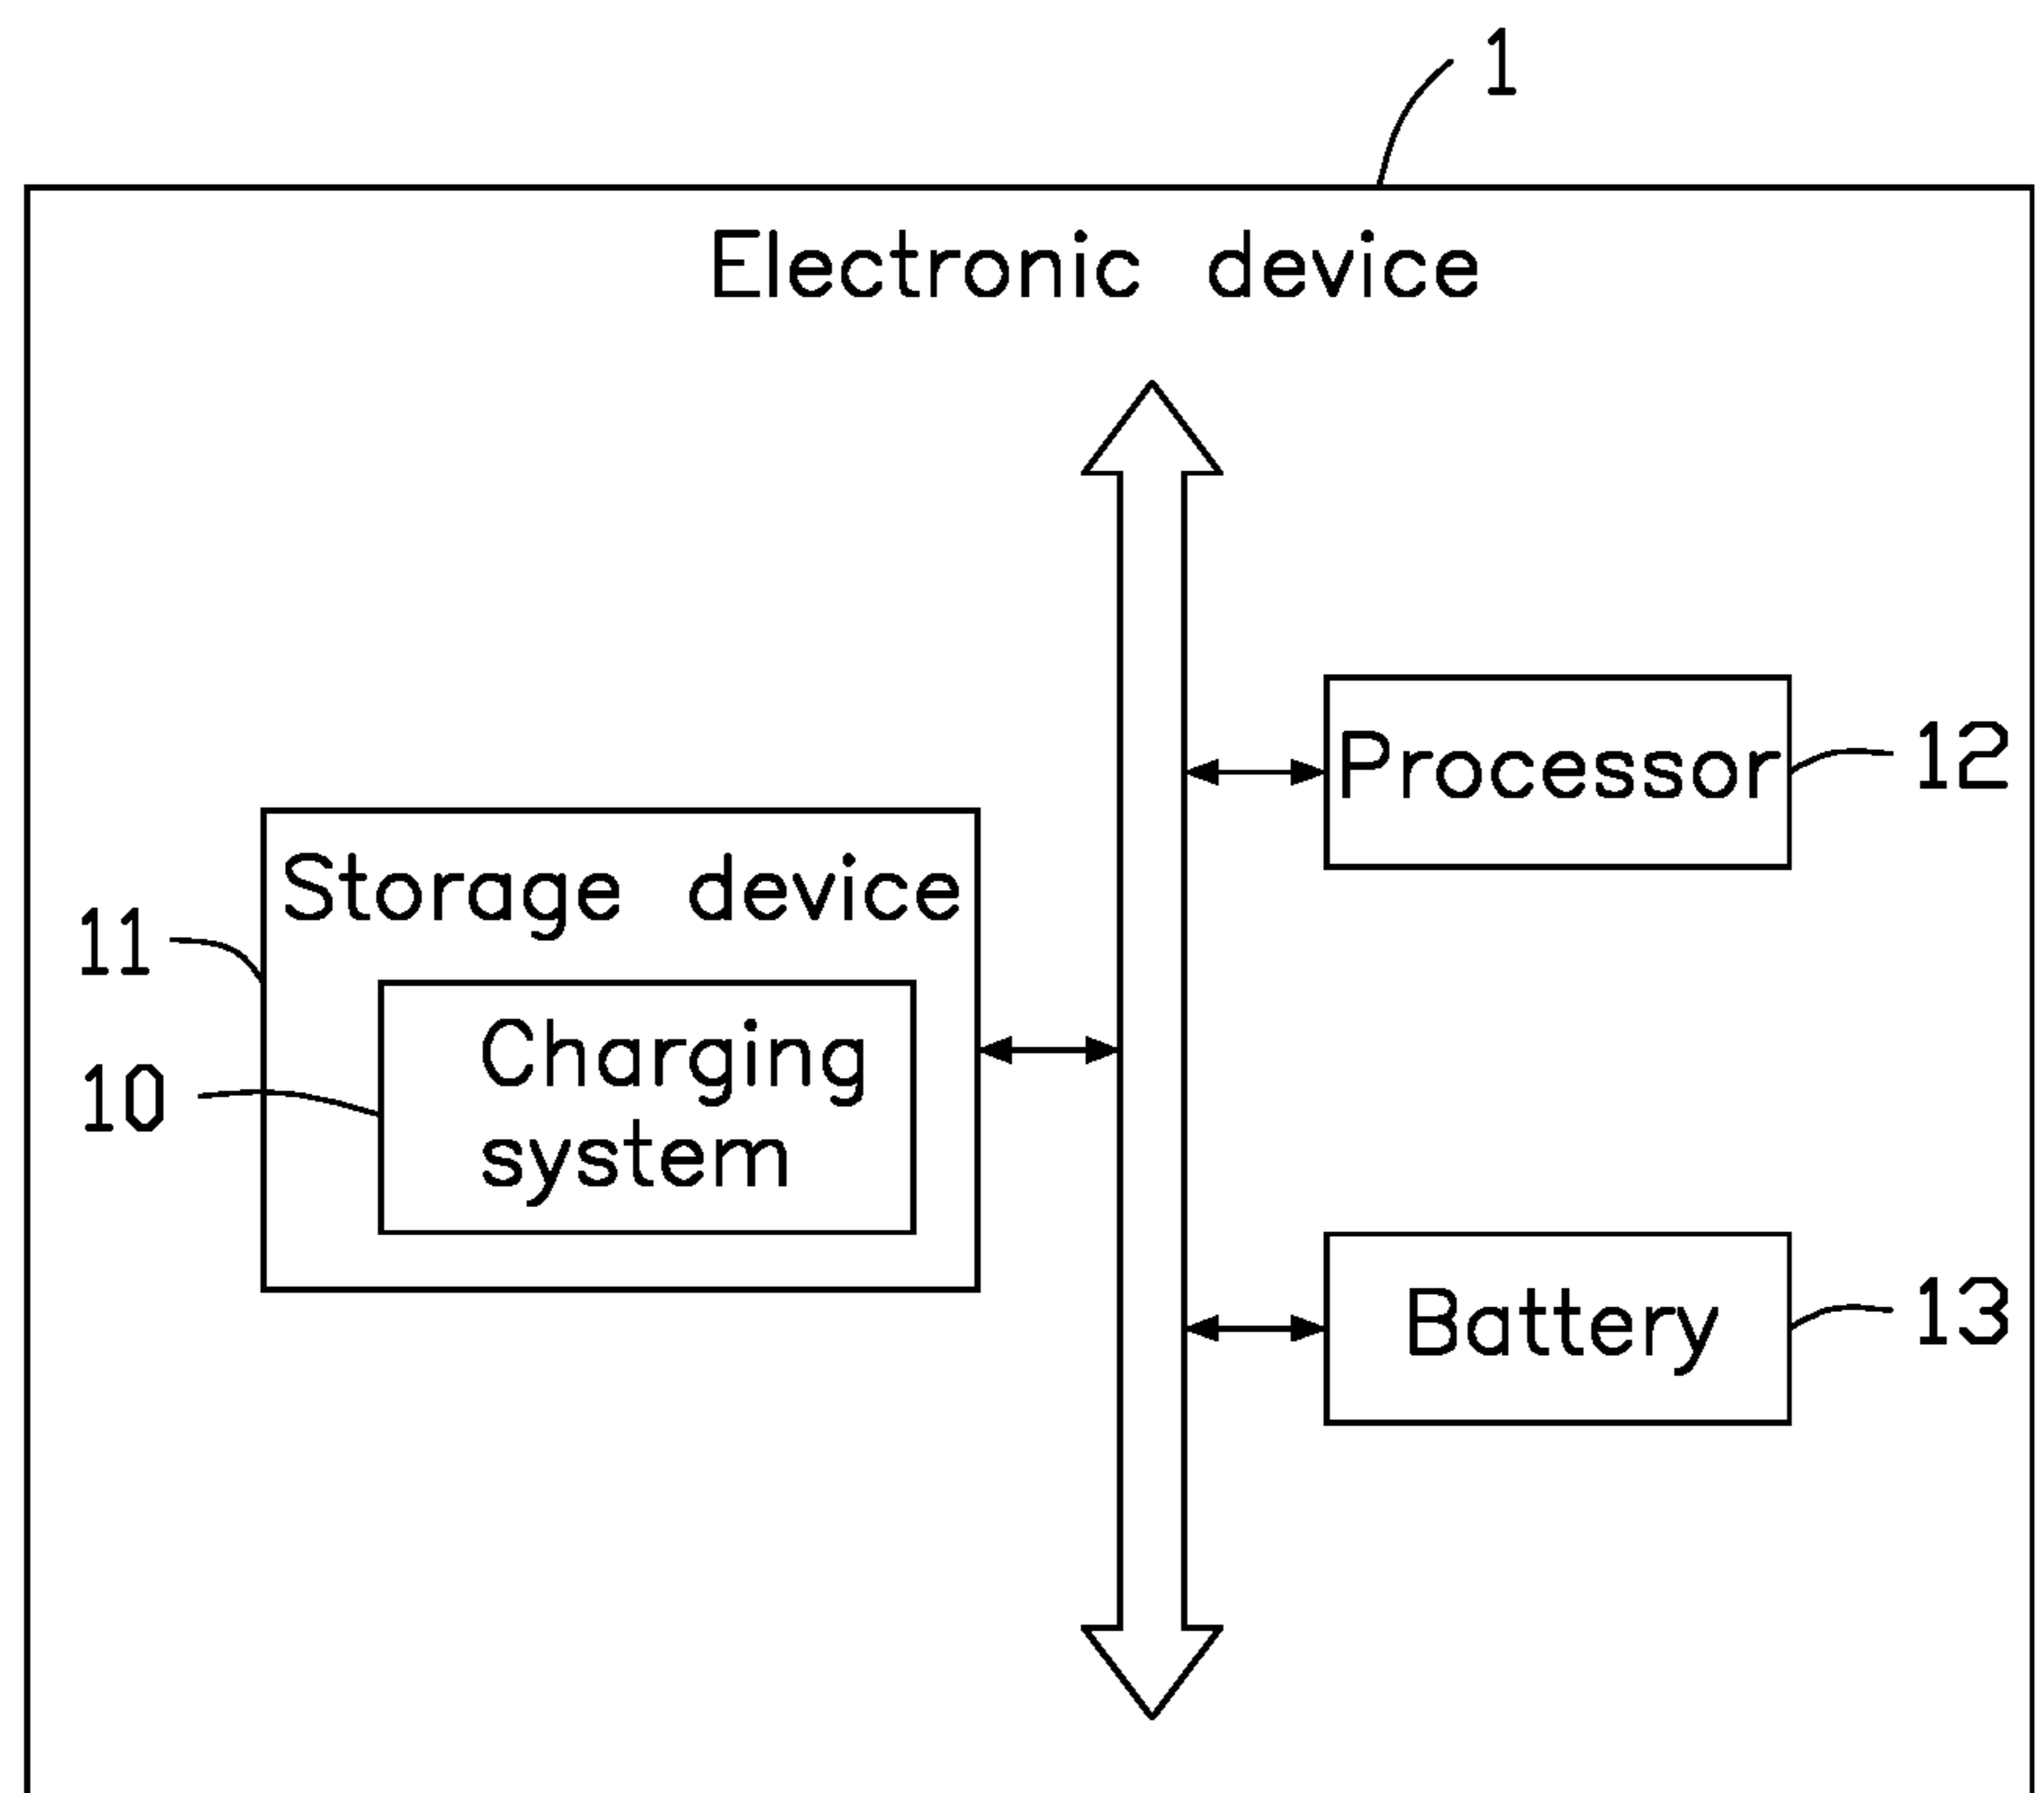 1
Electronic device
Processor
12
Storage device
11
Charging
system
10
Battery
13